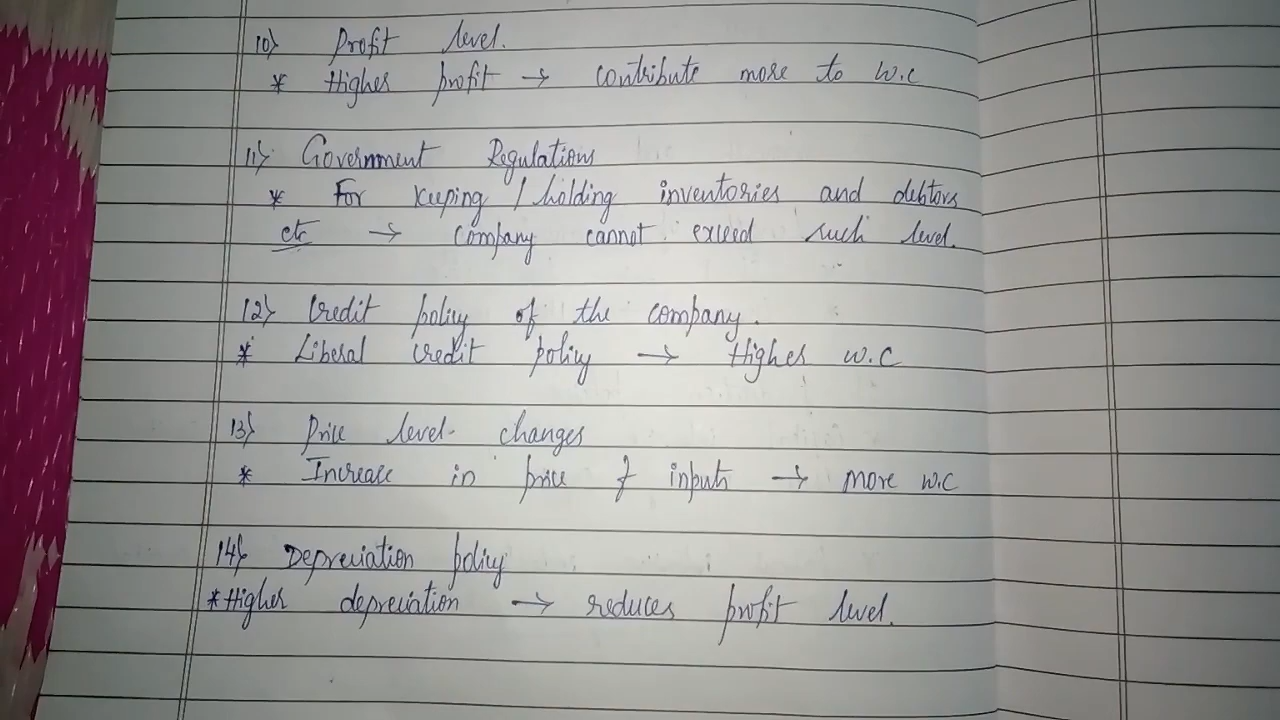 10) Profit level.
* Higher profit → contribute more to W.C
11) Government Regulations
* For keeping / holding inventories and debtors
etc → Company cannot exceed such level.
12) Credit policy of the company.
* Liberal credit policy → Higher W.C
13) Price level changes
* Increase in price of inputs → more W.C
14) Depreciation policy
* Higher depreciation → reduces profit level.